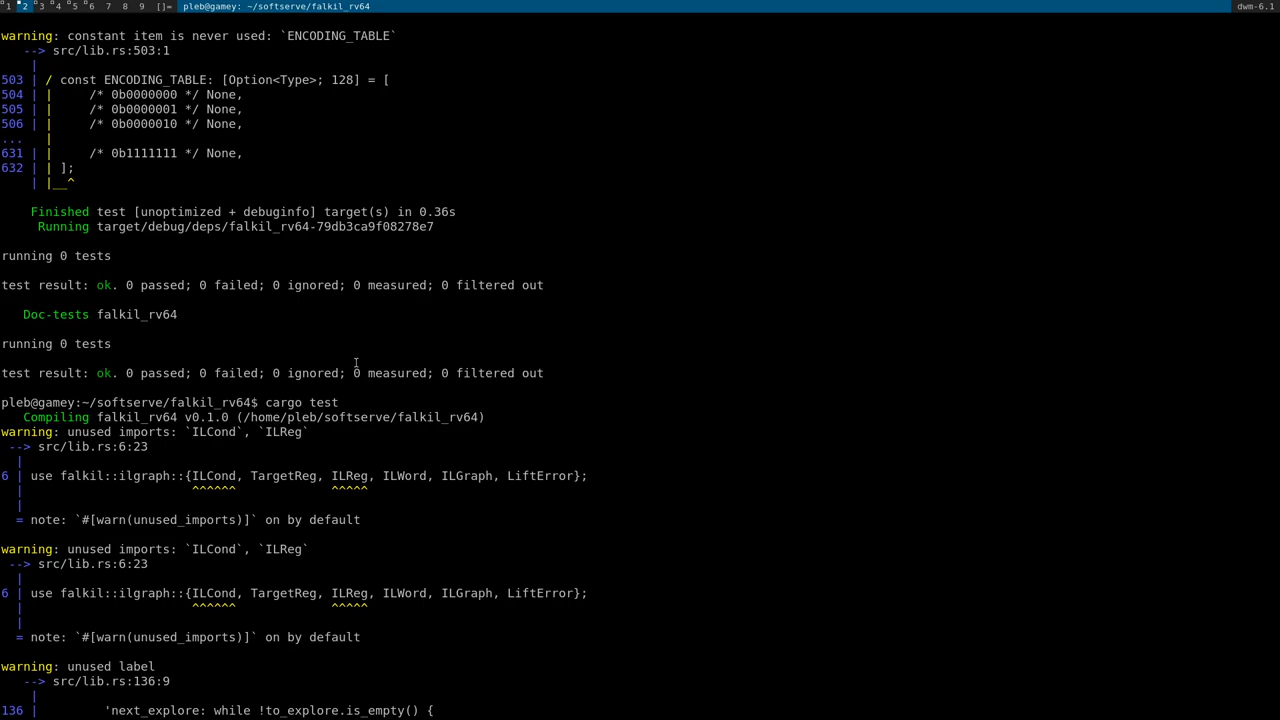 1 2 3 4 5 6 7 8 9 []= pleb@gamey: ~/softserve/falkil_rv64 dwm-6.1
warning: constant item is never used: `ENCODING_TABLE`
--> src/lib.rs:503:1
|
503 | / const ENCODING_TABLE: [Option<Type>; 128] = [
504 | |     /* 0b0000000 */ None,
505 | |     /* 0b0000001 */ None,
506 | |     /* 0b0000010 */ None,
...   |
631 | |     /* 0b1111111 */ None,
632 | | ];
| |__^
Finished test [unoptimized + debuginfo] target(s) in 0.36s
Running target/debug/deps/falkil_rv64-79db3ca9f08278e7
running 0 tests
test result: ok. 0 passed; 0 failed; 0 ignored; 0 measured; 0 filtered out
Doc-tests falkil_rv64
running 0 tests
test result: ok. 0 passed; 0 failed; 0 ignored; 0 measured; 0 filtered out
pleb@gamey:~/softserve/falkil_rv64$ cargo test
Compiling falkil_rv64 v0.1.0 (/home/pleb/softserve/falkil_rv64)
warning: unused imports: `ILCond`, `ILReg`
--> src/lib.rs:6:23
|
6 | use falkil::ilgraph::{ILCond, TargetReg, ILReg, ILWord, ILGraph, LiftError};
|                       ^^^^^^             ^^^^^
|
= note: `#[warn(unused_imports)]` on by default
warning: unused imports: `ILCond`, `ILReg`
--> src/lib.rs:6:23
|
6 | use falkil::ilgraph::{ILCond, TargetReg, ILReg, ILWord, ILGraph, LiftError};
|                       ^^^^^^             ^^^^^
|
= note: `#[warn(unused_imports)]` on by default
warning: unused label
--> src/lib.rs:136:9
|
136 |         'next_explore: while !to_explore.is_empty() {